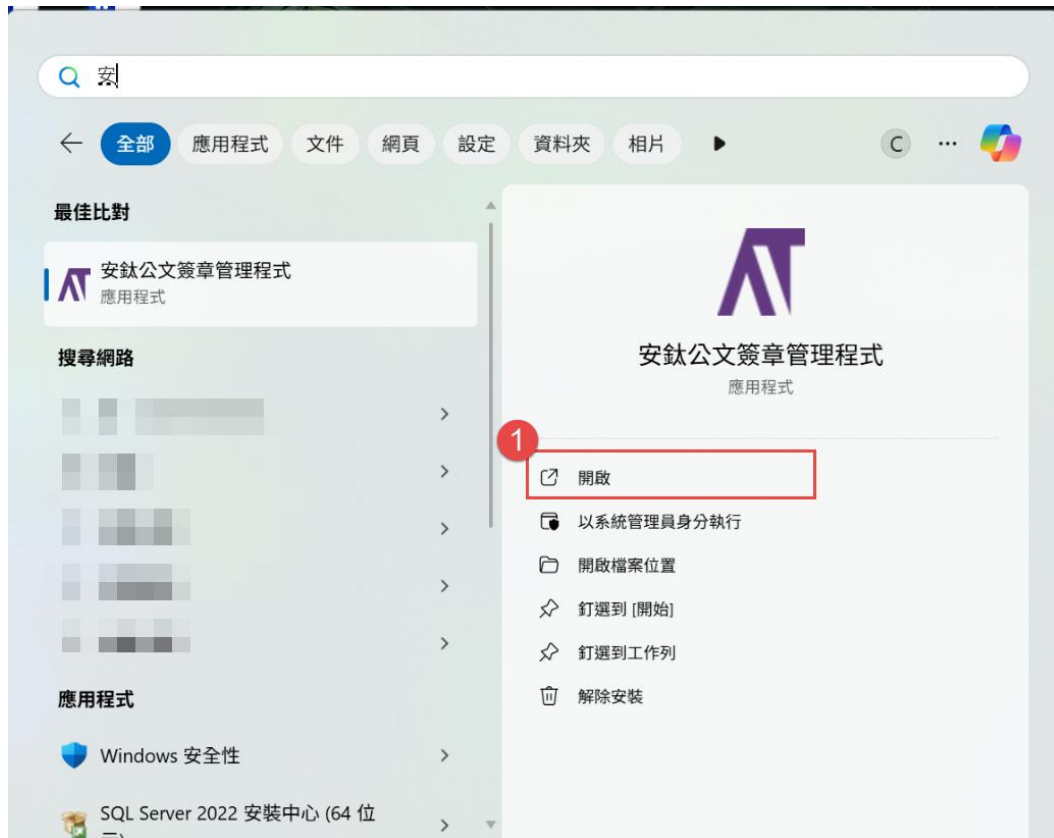 安
全部 應用程式 文件 網頁 設定 資料夾 相片 C
最佳比對
安鈦公文簽章管理程式
應用程式
搜尋網路
應用程式
Windows 安全性
SQL Server 2022 安裝中心 (64 位
元)
安鈦公文簽章管理程式
應用程式
1
開啟
以系統管理員身分執行
開啟檔案位置
釘選到 [開始]
釘選到工作列
解除安裝